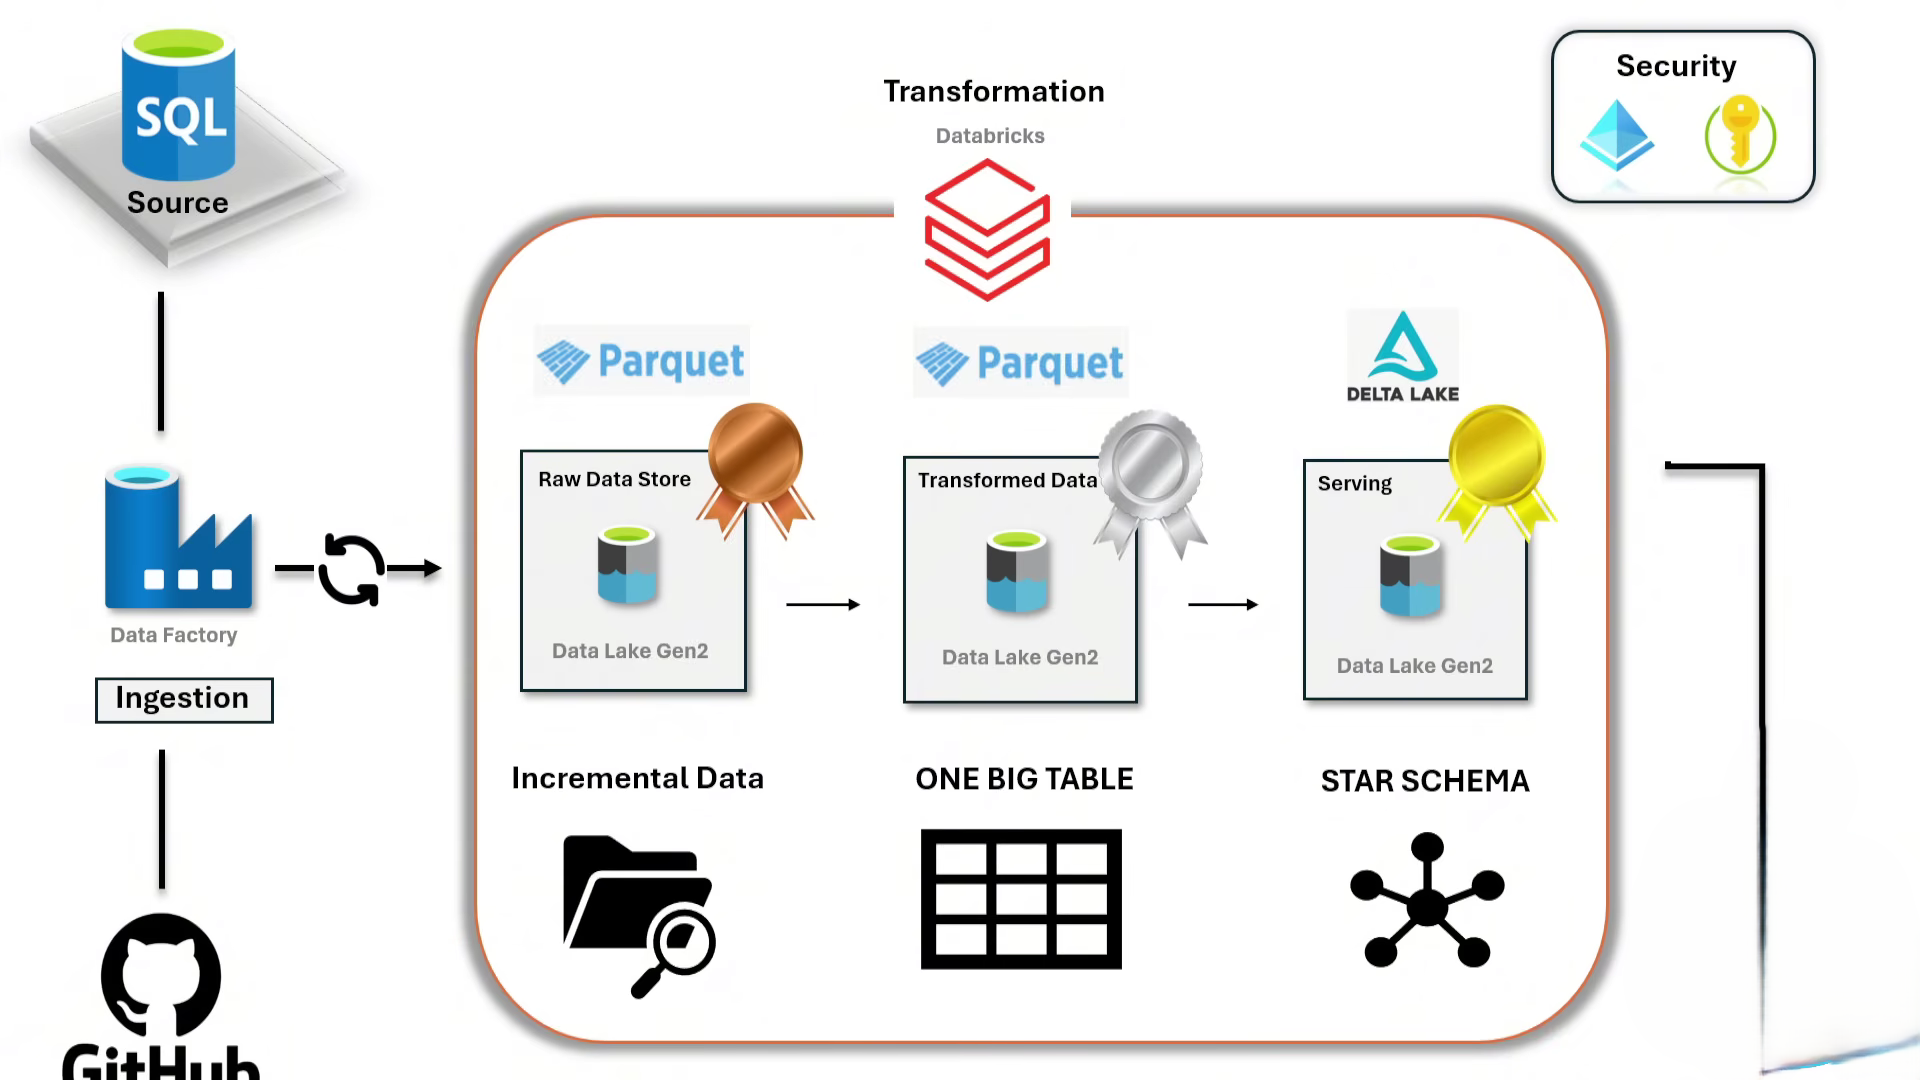 SQL
Source
Transformation
Databricks
Security
Parquet
Parquet
DELTA LAKE
Raw Data Store
Transformed Data
Serving
Data Lake Gen2
Data Lake Gen2
Data Lake Gen2
Data Factory
Ingestion
Incremental Data
ONE BIG TABLE
STAR SCHEMA
GitHub